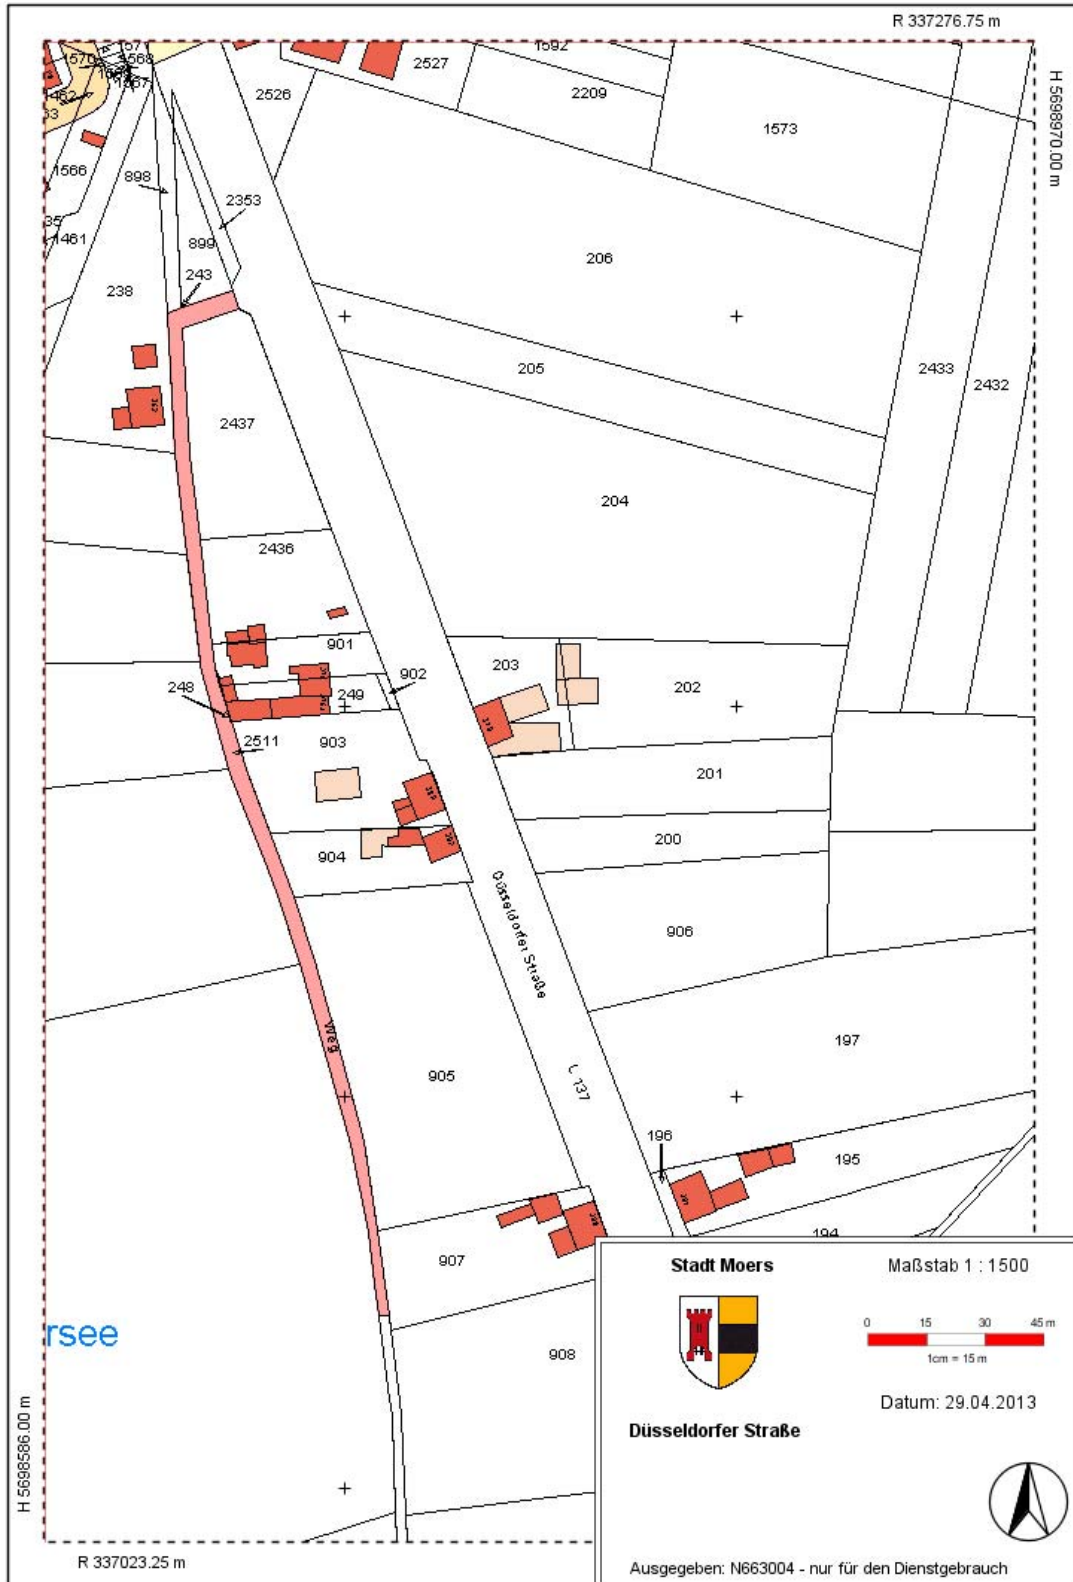 R 337276.75 m
H 5698970.00 m
1592
2527
2526
2209
1573
1570
1568
1566
898
2353
899
243
1461
238
206
205
2433
2432
2437
204
2436
901
902
203
202
248
249
2511
903
201
904
200
906
Düsseldorfer Straße
Weg
197
905
L 137
196
195
194
907
908
rsee
Stadt Moers
Maßstab 1 : 1500
0 15 30 45 m
1cm = 15 m
Datum: 29.04.2013
Düsseldorfer Straße
Ausgegeben: N663004 - nur für den Dienstgebrauch
H 5698586.00 m
R 337023.25 m